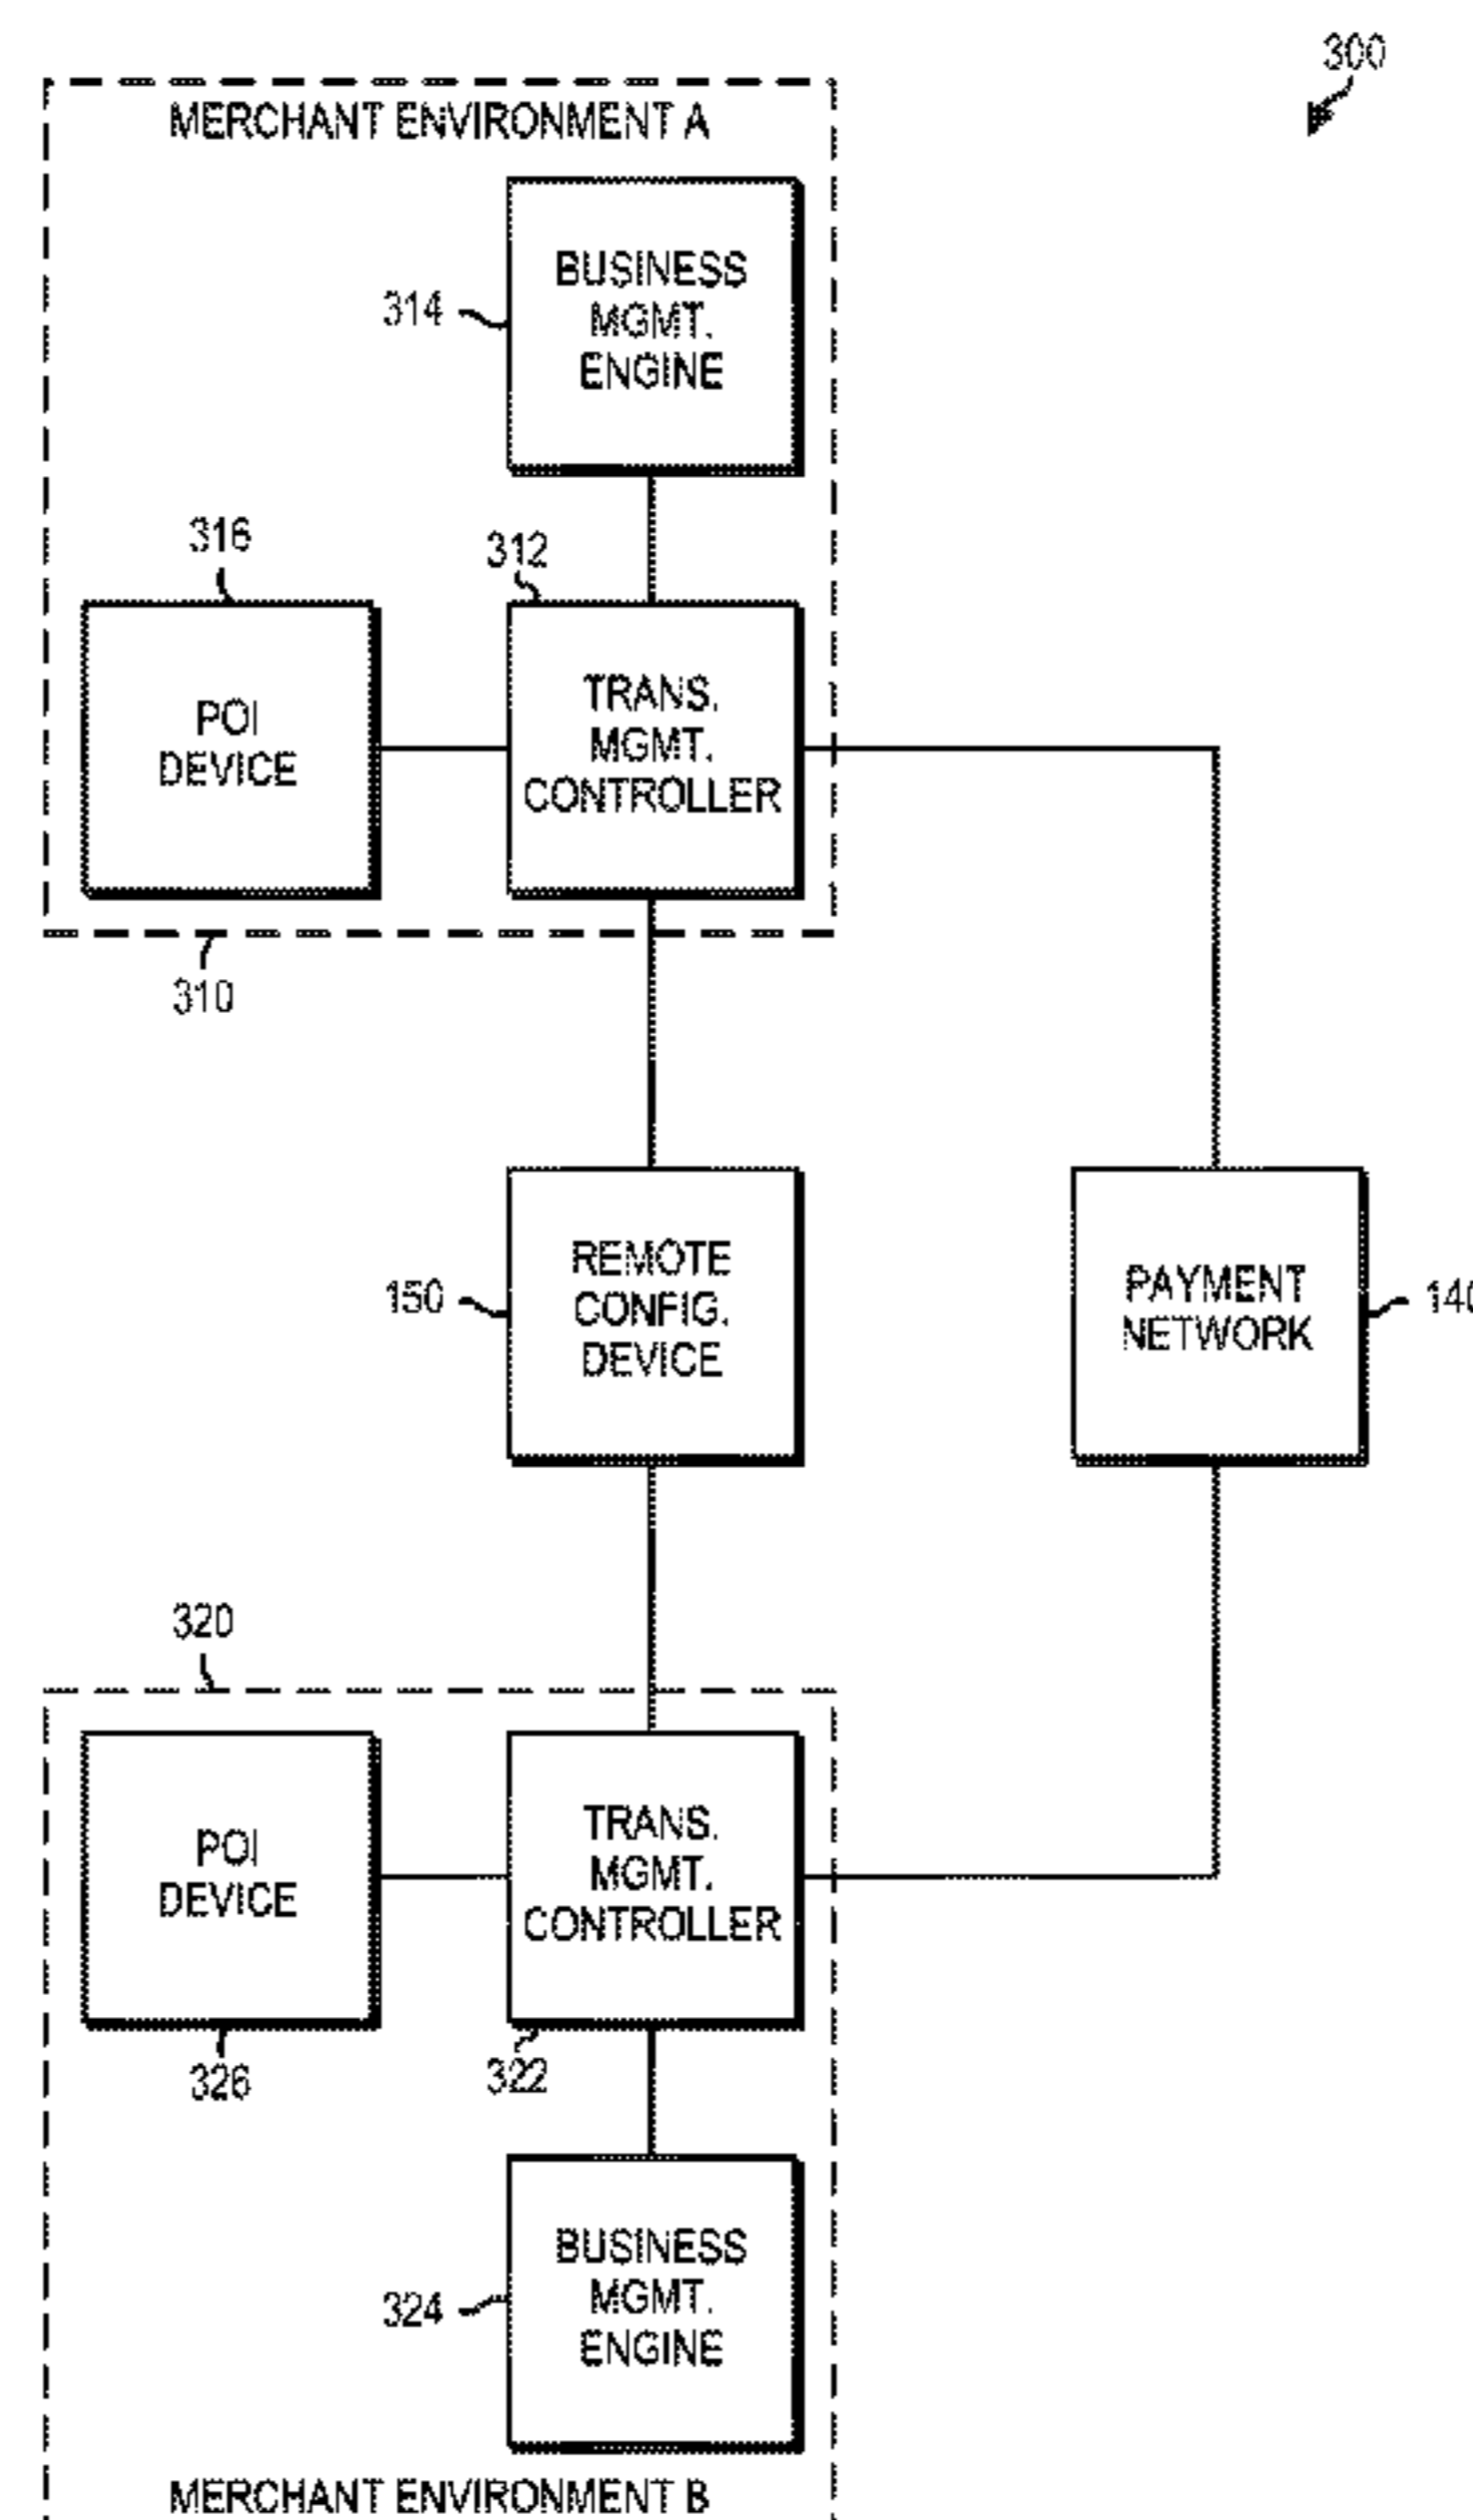 300
MERCHANT ENVIRONMENT A
314
BUSINESS
MGMT.
ENGINE
316
312
POI
DEVICE
TRANS.
MGMT.
CONTROLLER
310
150
REMOTE
CONFIG.
DEVICE
PAYMENT
NETWORK
140
320
POI
DEVICE
TRANS.
MGMT.
CONTROLLER
326
322
324
BUSINESS
MGMT.
ENGINE
MERCHANT ENVIRONMENT B